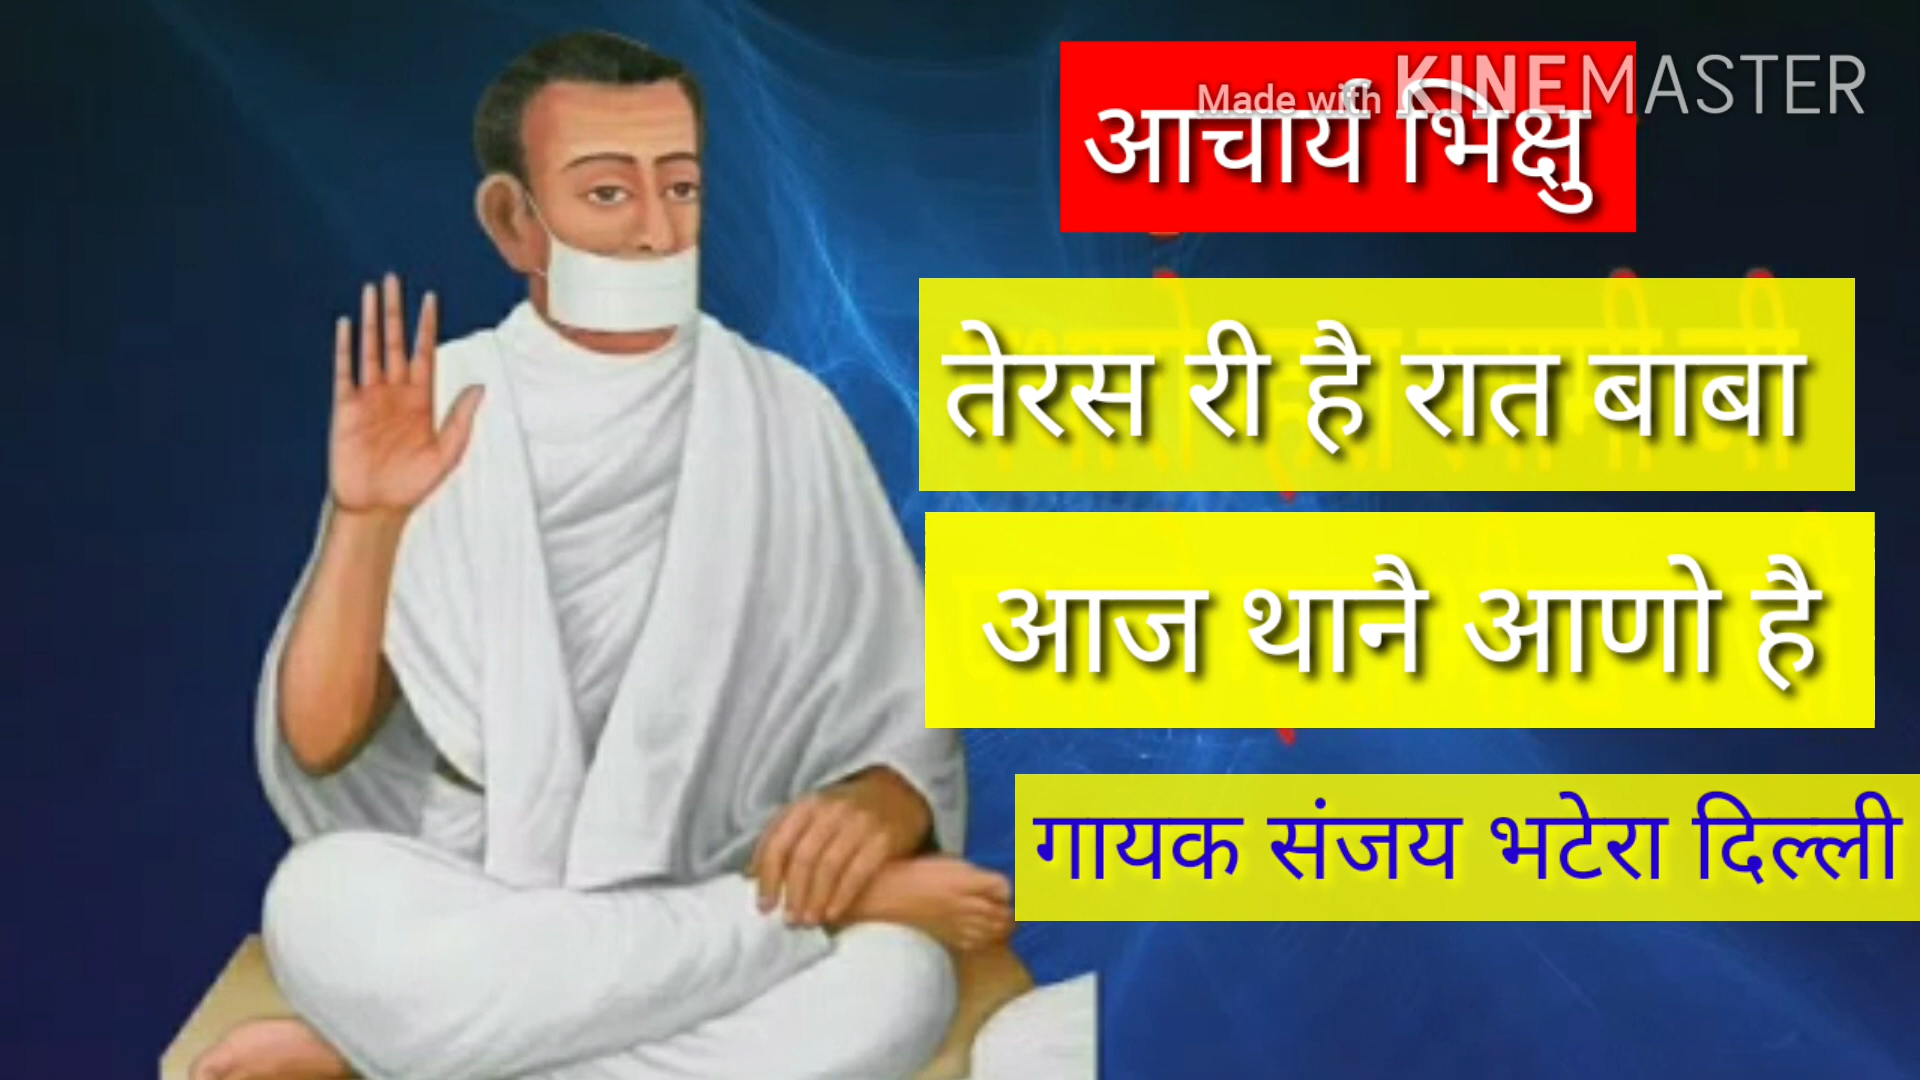 Made with KINEMASTER
आचार्य भिक्षु
तेरस री है रात बाबा
आज थानै आणो है
गायक संजय भटेरा दिल्ली